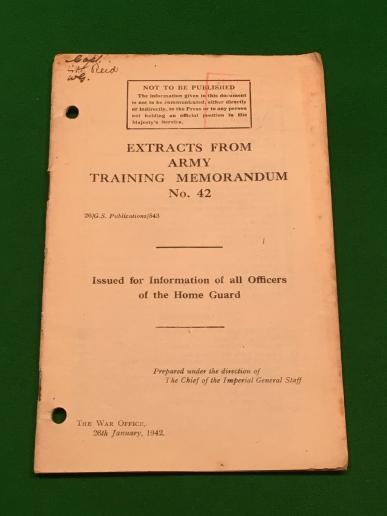 Capt.
Reid
NOT TO BE PUBLISHED
The information given in this document
is not to be communicated, either directly
or indirectly, to the Press or to any person
not holding an official position in His
Majesty's Service.
EXTRACTS FROM
ARMY
TRAINING MEMORANDUM
No. 42
26/G.S. Publications/843
Issued for Information of all Officers
of the Home Guard
Prepared under the direction of
The Chief of the Imperial General Staff
THE WAR OFFICE,
26th January, 1942.